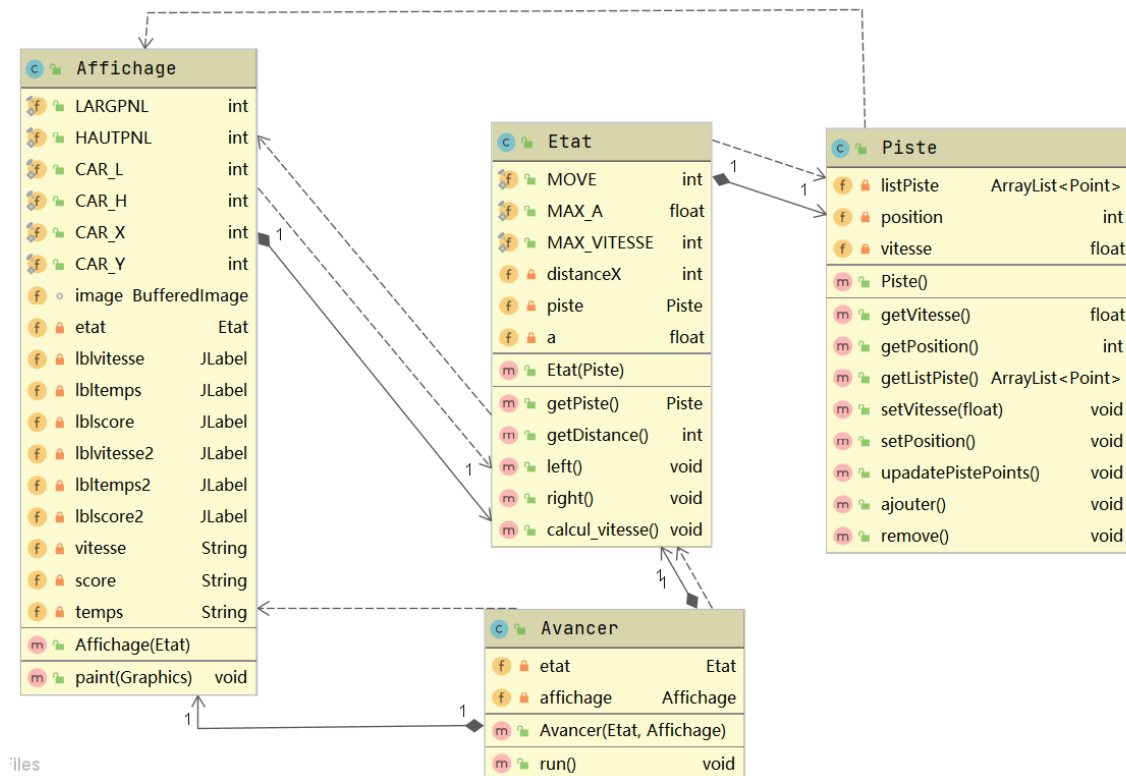 Affichage
LARGPNL int
HAUTPNL int
CAR_L int
CAR_H int
CAR_X int
CAR_Y int
image BufferedImage
etat Etat
lblvitesse JLabel
lbltemps JLabel
lblscore JLabel
lblvitesse2 JLabel
lbltemps2 JLabel
lblscore2 JLabel
vitesse String
score String
temps String
Affichage(Etat)
paint(Graphics) void
Etat
MOVE int
MAX_A float
MAX_VITESSE int
distanceX int
piste Piste
a float
Etat(Piste)
getPiste() Piste
getDistance() int
left() void
right() void
calcul_vitesse() void
Piste
listPiste ArrayList<Point>
position int
vitesse float
Piste()
getVitesse() float
getPosition() int
getListPiste() ArrayList<Point>
setVitesse(float) void
setPosition() void
upadatePistePoints() void
ajouter() void
remove() void
Avancer
etat Etat
affichage Affichage
Avancer(Etat, Affichage)
run() void
1
1
1
1
1
1
1
1
iles